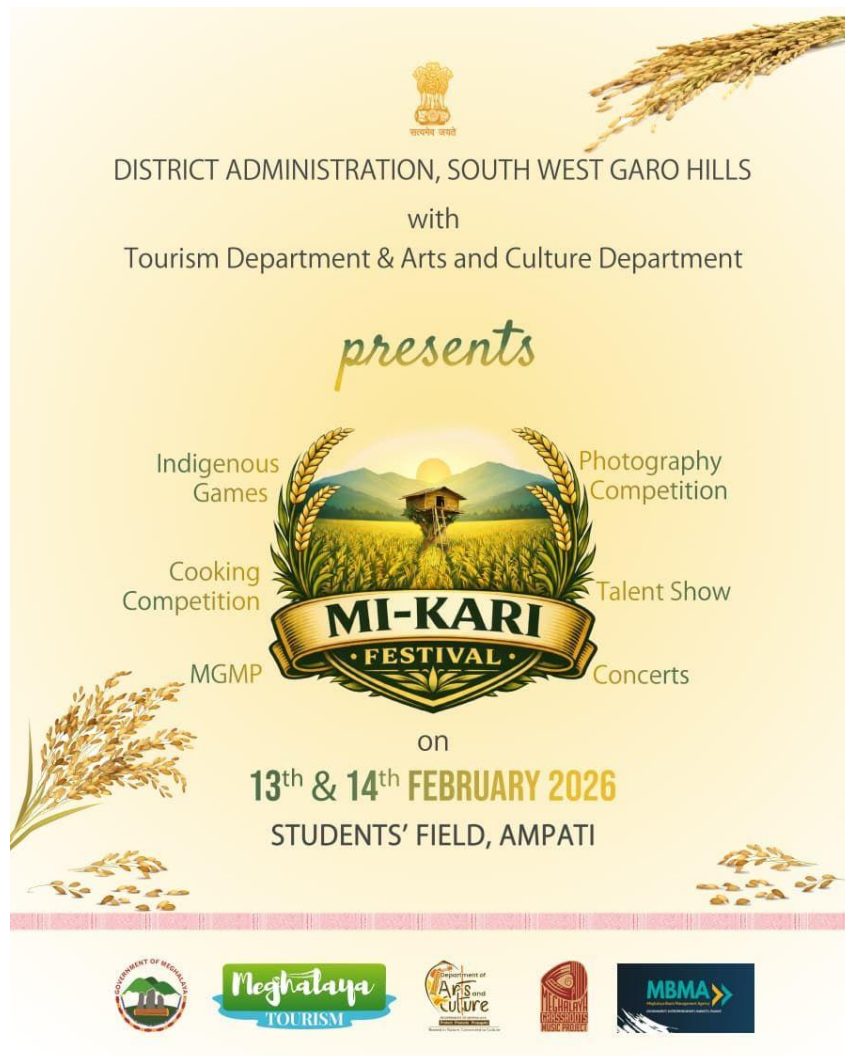 सत्यमेव जयते
DISTRICT ADMINISTRATION, SOUTH WEST GARO HILLS
with
Tourism Department & Arts and Culture Department
presents
Indigenous
Games
Photography
Competition
Cooking
Competition
Talent Show
MGMP
Concerts
MI-KARI
FESTIVAL
on
13th & 14th FEBRUARY 2026
STUDENTS' FIELD, AMPATI
GOVERNMENT OF MEGHALAYA
Meghalaya
TOURISM
Department of
Arts and
Culture
MEGHALAYA
GRASSROOTS
MUSIC PROJECT
MBMA